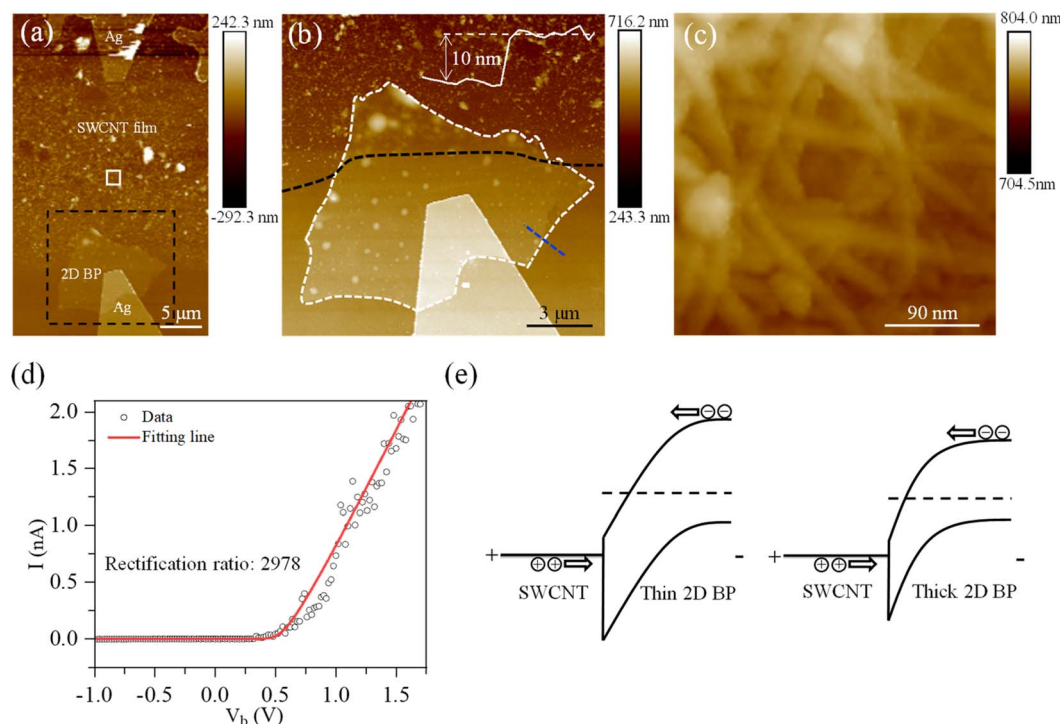 (a)
Ag
SWCNT film
2D BP
Ag
5 μm
242.3 nm
-292.3 nm
(b)
10 nm
3 μm
716.2 nm
243.3 nm
(c)
90 nm
804.0 nm
704.5 nm
(d)
Data
Fitting line
Rectification ratio: 2978
I (nA)
2.0
1.5
1.0
0.5
0.0
-1.0 -0.5 0.0 0.5 1.0 1.5
V_b (V)
(e)
+ SWCNT Thin 2D BP -
+ SWCNT Thick 2D BP -